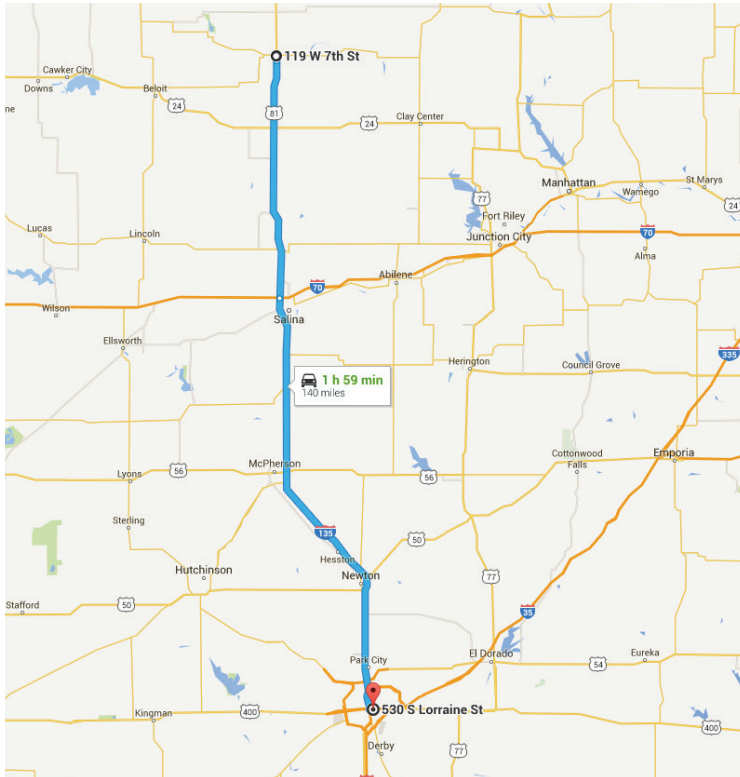 119 W 7th St
Cawker City
Downs
Beloit
24
81
24
Clay Center
Manhattan
St Marys
Wamego
24
77
Fort Riley
Junction City
70
Alma
Lucas
Lincoln
Abilene
70
Wilson
Salina
Ellsworth
335
Herington
Council Grove
1 h 59 min
140 miles
McPherson
56
56
Lyons
Cottonwood
Falls
Emporia
Sterling
135
50
Hesston
Hutchinson
Newton
77
Stafford
50
35
Park City
El Dorado
54
Eureka
530 S Lorraine St
Kingman
400
400
Derby
77